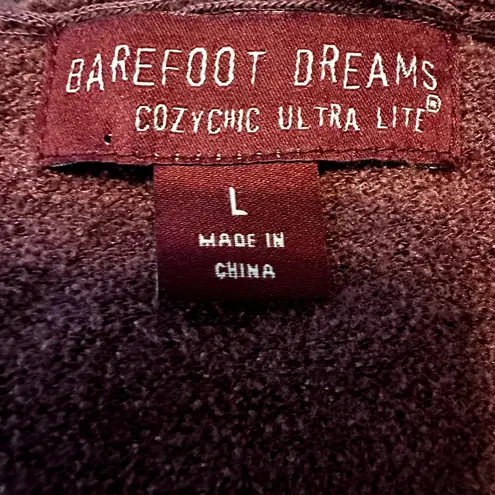 BAREFOOT DREAMS
COZYCHIC ULTRA LITE®
L
MADE IN
CHINA